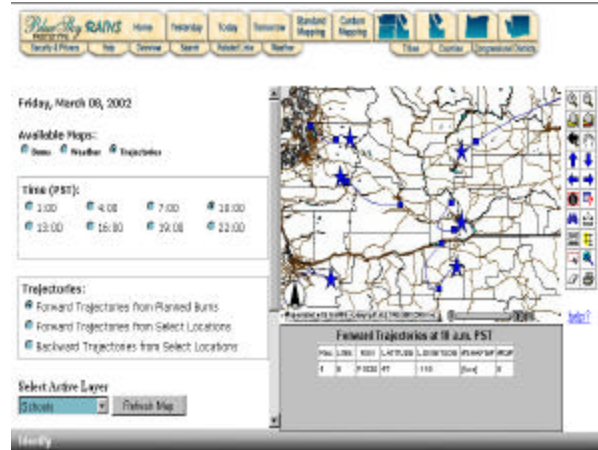 BlueSky RAINS Home Yesterday Today Tomorrow Standard Mapping Custom Mapping
Security & Privacy Help Overview Search Related Links Weather Tribes Counties Congressional Districts
Friday, March 08, 2002
Available Maps:
Burns Weather Trajectories
Time (PST):
1:00 4:00 7:00 10:00
13:00 16:00 19:00 22:00
Trajectories:
Forward Trajectories from Planned Burns
Forward Trajectories from Select Locations
Backward Trajectories from Select Locations
Select Active Layer
Schools Refresh Map
help?
Forward Trajectories at 10 a.m. PST
Rec LATITUDE LONGITUDE
Identify